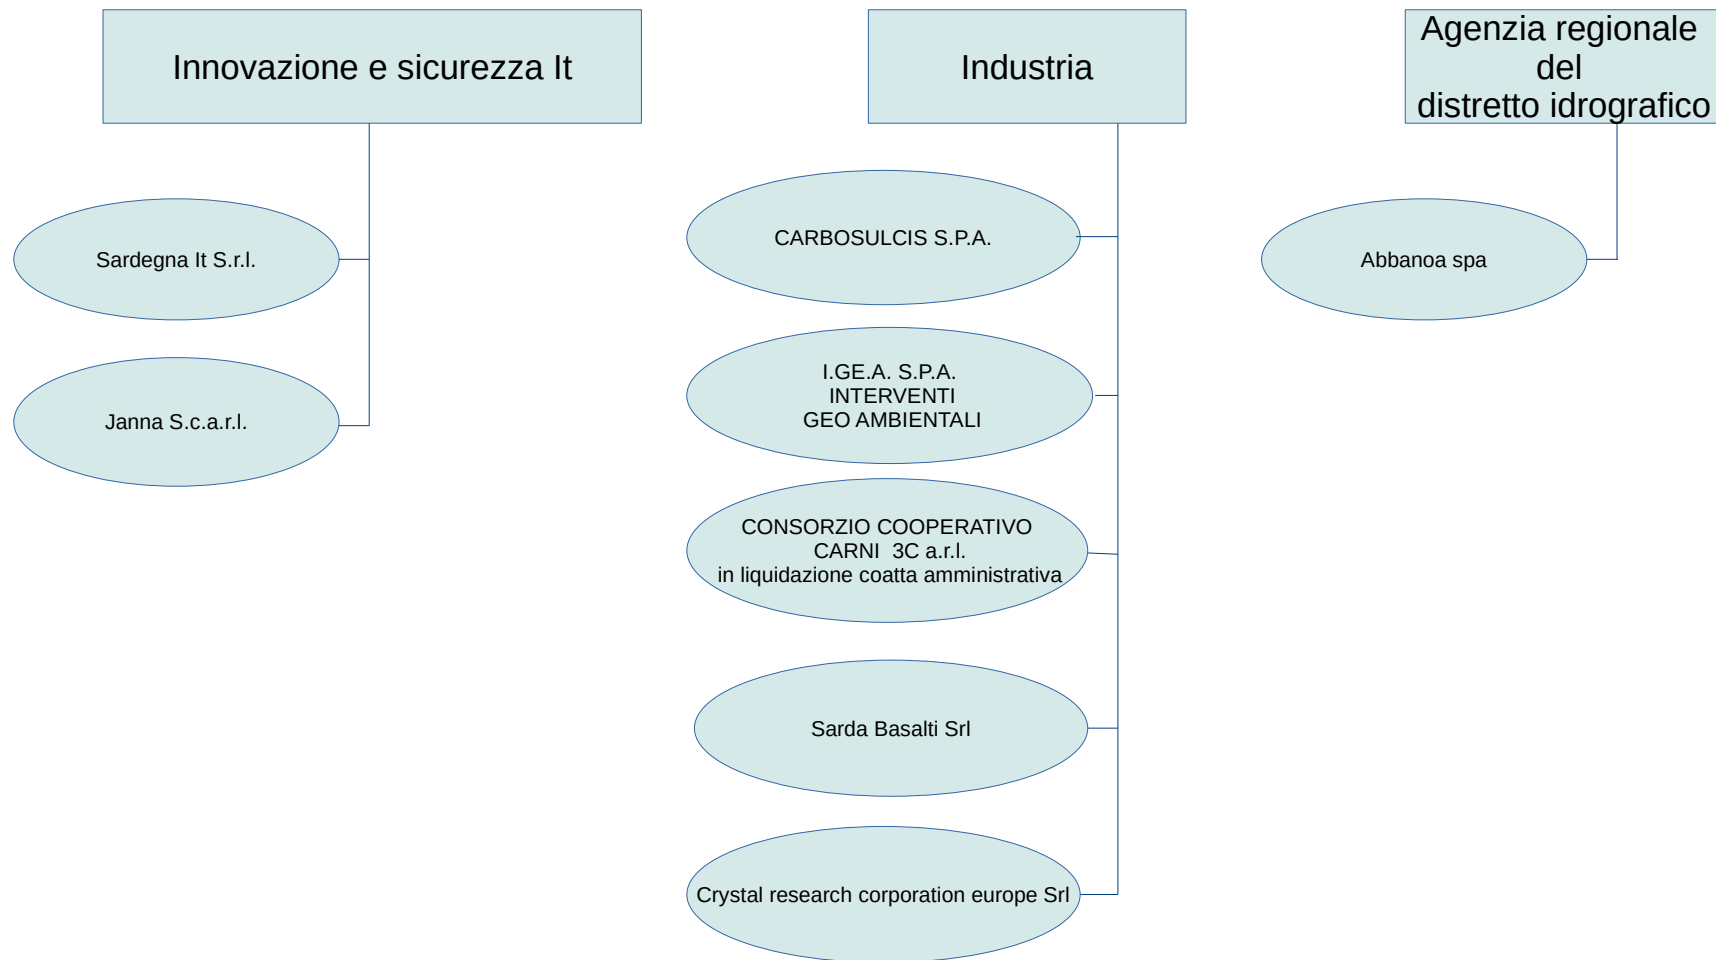 Innovazione e sicurezza It
Sardegna It S.r.l.
Janna S.c.a.r.l.
Industria
CARBOSULCIS S.P.A.
I.GE.A. S.P.A.
INTERVENTI
GEO AMBIENTALI
CONSORZIO COOPERATIVO
CARNI  3C a.r.l.
in liquidazione coatta amministrativa
Sarda Basalti Srl
Crystal research corporation europe Srl
Agenzia regionale
del
distretto idrografico
Abbanoa spa